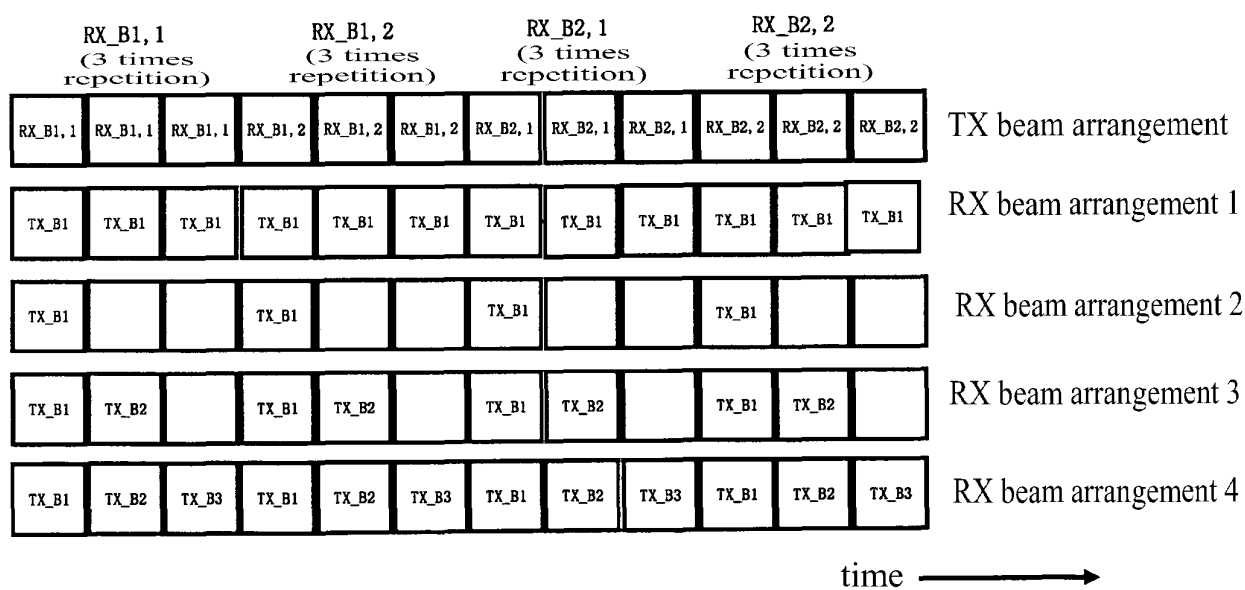 RX_B1, 1 RX_B1, 2 RX_B2, 1 RX_B2, 2
(3 times (3 times (3 times (3 times
repetition) repetition) repetition) repetition)
RX_B1, 1 RX_B1, 1 RX_B1, 1 RX_B1, 2 RX_B1, 2 RX_B1, 2 RX_B2, 1 RX_B2, 1 RX_B2, 1 RX_B2, 2 RX_B2, 2 RX_B2, 2 TX beam arrangement
TX_B1 TX_B1 TX_B1 TX_B1 TX_B1 TX_B1 TX_B1 TX_B1 TX_B1 TX_B1 TX_B1 TX_B1 RX beam arrangement 1
TX_B1 TX_B1 TX_B1 TX_B1 RX beam arrangement 2
TX_B1 TX_B2 TX_B1 TX_B2 TX_B1 TX_B2 TX_B1 TX_B2 RX beam arrangement 3
TX_B1 TX_B2 TX_B3 TX_B1 TX_B2 TX_B3 TX_B1 TX_B2 TX_B3 TX_B1 TX_B2 TX_B3 RX beam arrangement 4
time